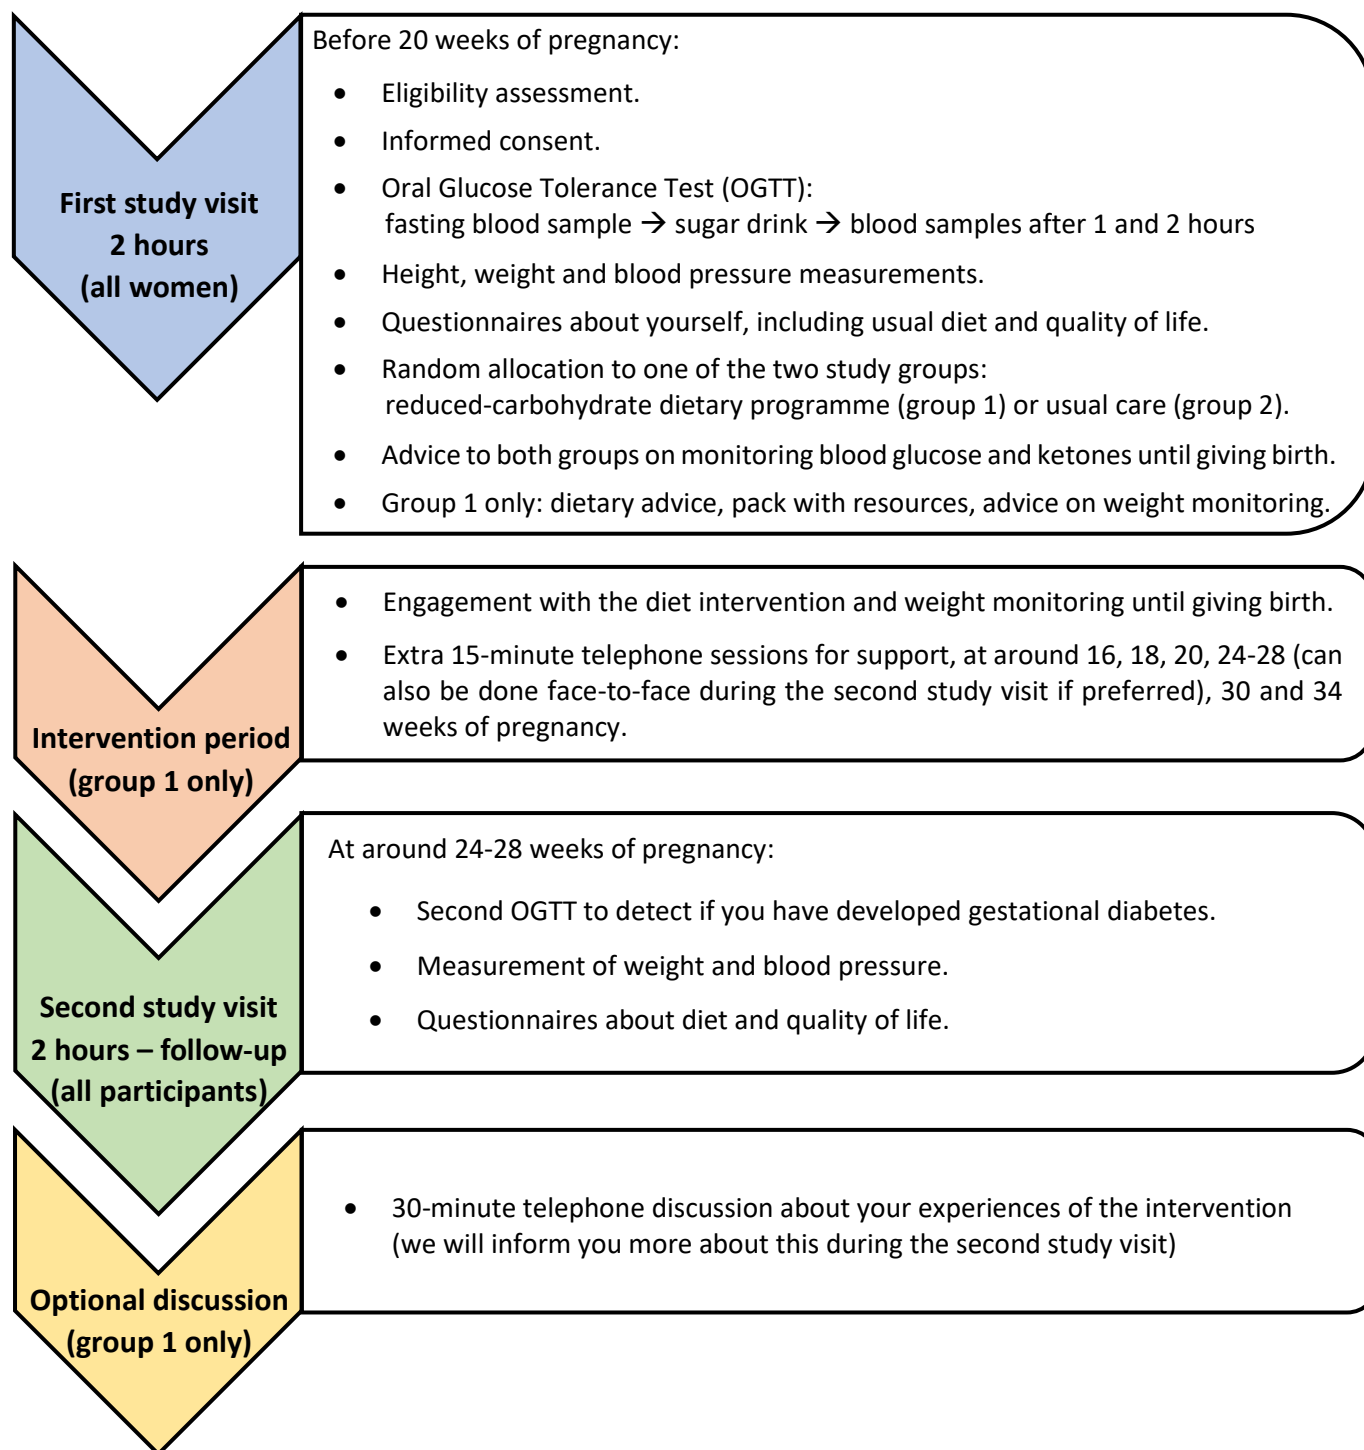 First study visit
2 hours
(all women)
Before 20 weeks of pregnancy:
• Eligibility assessment.
• Informed consent.
• Oral Glucose Tolerance Test (OGTT):
fasting blood sample → sugar drink → blood samples after 1 and 2 hours
• Height, weight and blood pressure measurements.
• Questionnaires about yourself, including usual diet and quality of life.
• Random allocation to one of the two study groups:
reduced-carbohydrate dietary programme (group 1) or usual care (group 2).
• Advice to both groups on monitoring blood glucose and ketones until giving birth.
• Group 1 only: dietary advice, pack with resources, advice on weight monitoring.
Intervention period
(group 1 only)
• Engagement with the diet intervention and weight monitoring until giving birth.
• Extra 15-minute telephone sessions for support, at around 16, 18, 20, 24-28 (can
also be done face-to-face during the second study visit if preferred), 30 and 34
weeks of pregnancy.
Second study visit
2 hours – follow-up
(all participants)
At around 24-28 weeks of pregnancy:
• Second OGTT to detect if you have developed gestational diabetes.
• Measurement of weight and blood pressure.
• Questionnaires about diet and quality of life.
Optional discussion
(group 1 only)
• 30-minute telephone discussion about your experiences of the intervention
(we will inform you more about this during the second study visit)